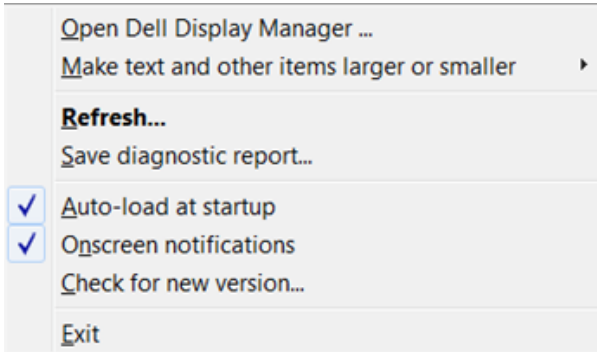 Open Dell Display Manager ...
Make text and other items larger or smaller
Refresh...
Save diagnostic report...
Auto-load at startup
Onscreen notifications
Check for new version...
Exit